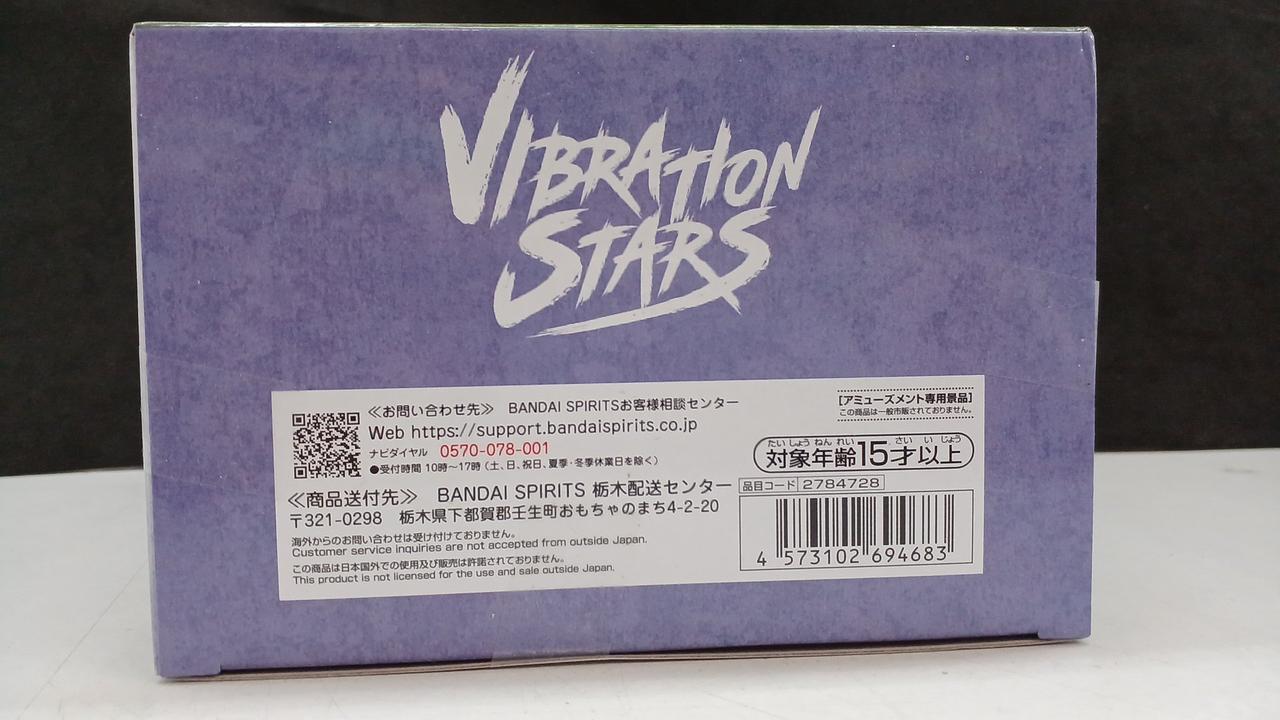 VIBRATION
STARS
≪お問い合わせ先≫ BANDAI SPIRITSお客様相談センター
Web https://support.bandaispirits.co.jp
ナビダイヤル 0570-078-001
●受付時間 10時〜17時（土、日、祝日、夏季・冬季休業日を除く）
≪商品送付先≫ BANDAI SPIRITS 栃木配送センター
〒321-0298 栃木県下都賀郡壬生町おもちゃのまち4-2-20
海外からのお問い合わせは受け付けておりません。
Customer service inquiries are not accepted from outside Japan.
この商品は日本国外での使用及び販売は許諾されておりません。
This product is not licensed for the use and sale outside Japan.
[アミューズメント専用景品]
この商品は一般市販されておりません。
たい しょう ねん れい さい い じょう
対象年齢15才以上
品目コード 2784728
4 573102 694683